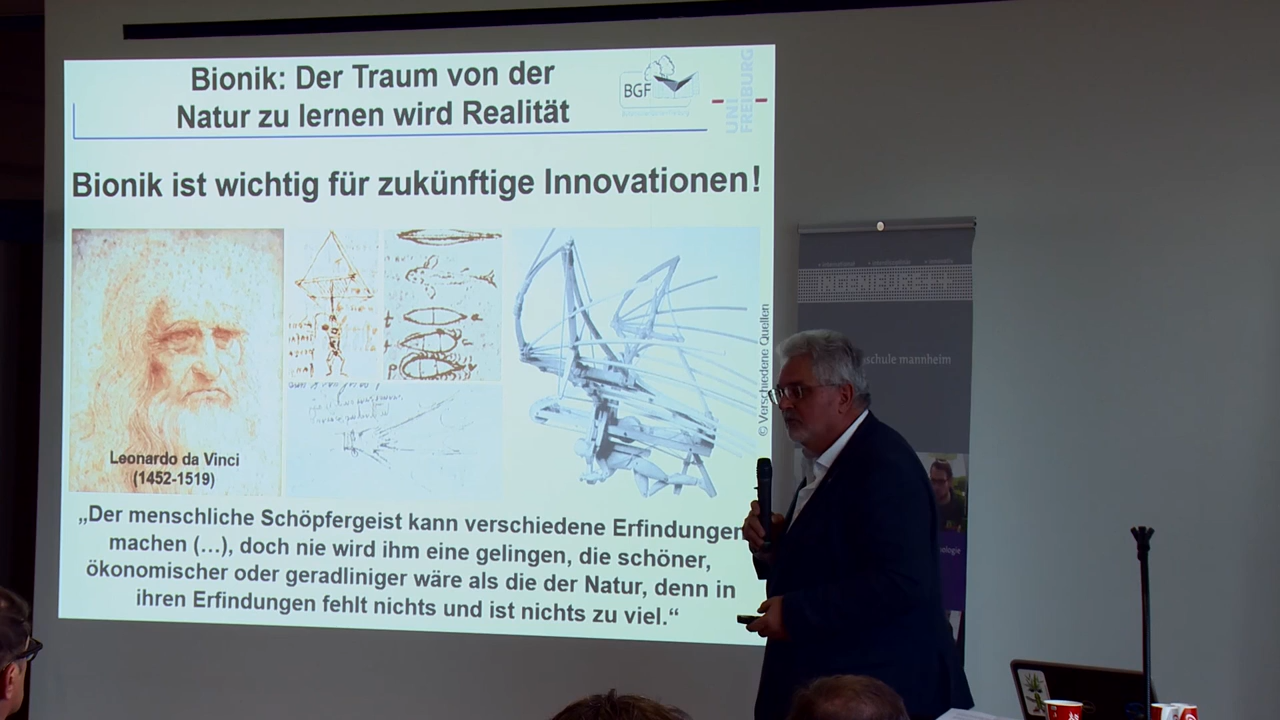 Bionik: Der Traum von der
Natur zu lernen wird Realität
BGF
UNI
FREIBURG
Bionik ist wichtig für zukünftige Innovationen!
Leonardo da Vinci
(1452-1519)
© Verschiedene Quellen
„Der menschliche Schöpfergeist kann verschiedene Erfindungen
machen (…), doch nie wird ihm eine gelingen, die schöner,
ökonomischer oder geradliniger wäre als die der Natur, denn in
ihren Erfindungen fehlt nichts und ist nichts zu viel.“
schule mannheim
ologie